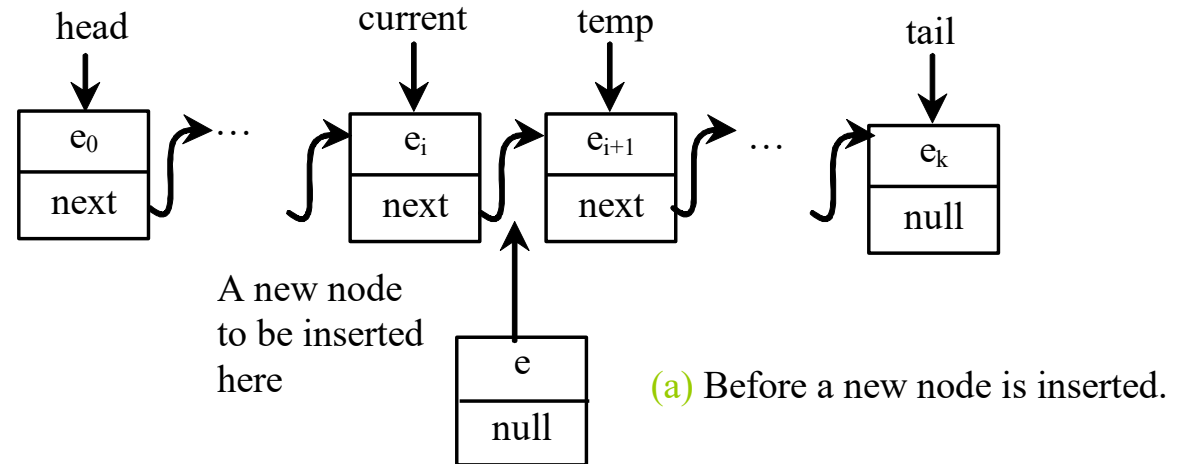 head current temp tail
e₀ … eᵢ eᵢ₊₁ … eₖ
next next next null
A new node
to be inserted
here
e
null
(a) Before a new node is inserted.